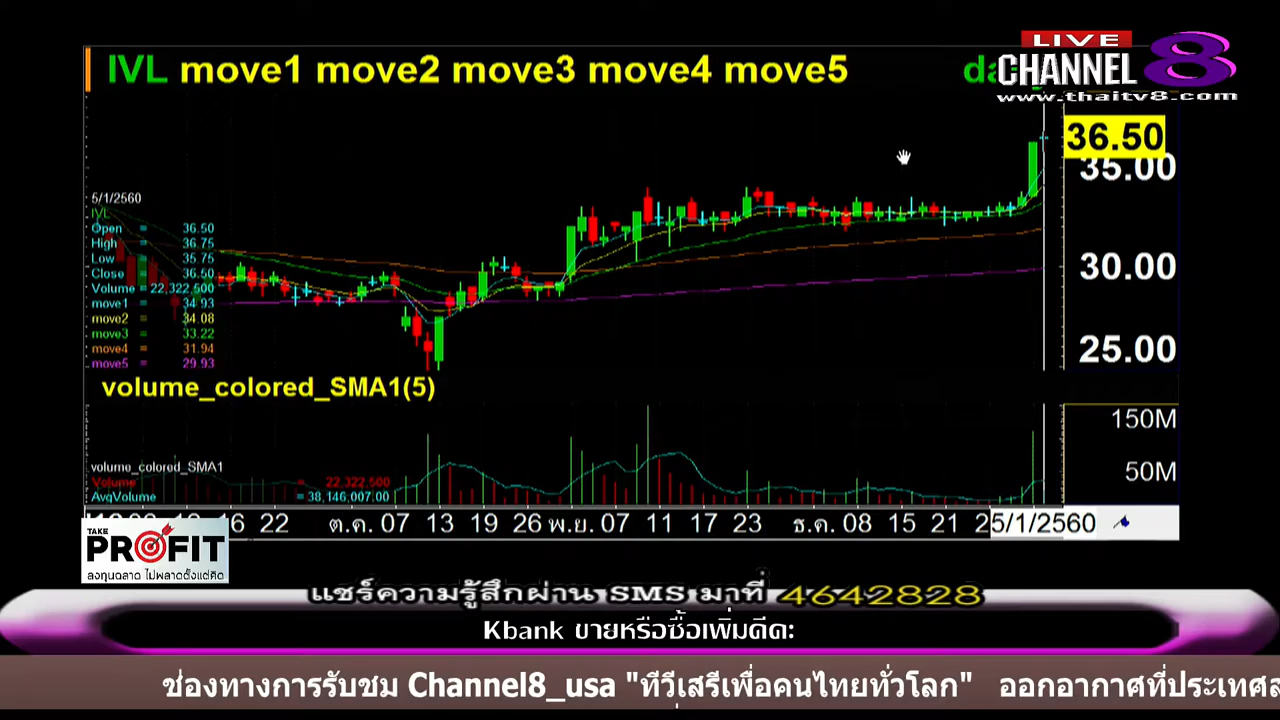 IVL move1 move2 move3 move4 move5
LIVE
CHANNEL 8
www.thaitv8.com
36.50
35.00
30.00
25.00
5/1/2560
IVL
Open = 36.50
High = 36.75
Low = 35.75
Close = 36.50
Volume = 22,322,500
move1 = 34.93
move2 = 34.08
move3 = 33.22
move4 = 31.94
move5 = 29.93
volume_colored_SMA1(5)
150M
50M
volume_colored_SMA1
Volume = 22,322,500
AvgVolume = 38,146,007.00
16 22 ต.ค. 07 13 19 26 พ.ย. 07 11 17 23 ธ.ค. 08 15 21 5/1/2560
TAKE
PROFIT
ลงทุนฉลาด ไม่พลาดตั้งแต่คิด
แชร์ความรู้สึกผ่าน SMS มาที่ 4642828
Kbank ขายหรือซื้อเพิ่มดีคะ
ช่องทางการรับชม Channel8_usa "ทีวีเสรีเพื่อคนไทยทั่วโลก" ออกอากาศที่ประเทศส